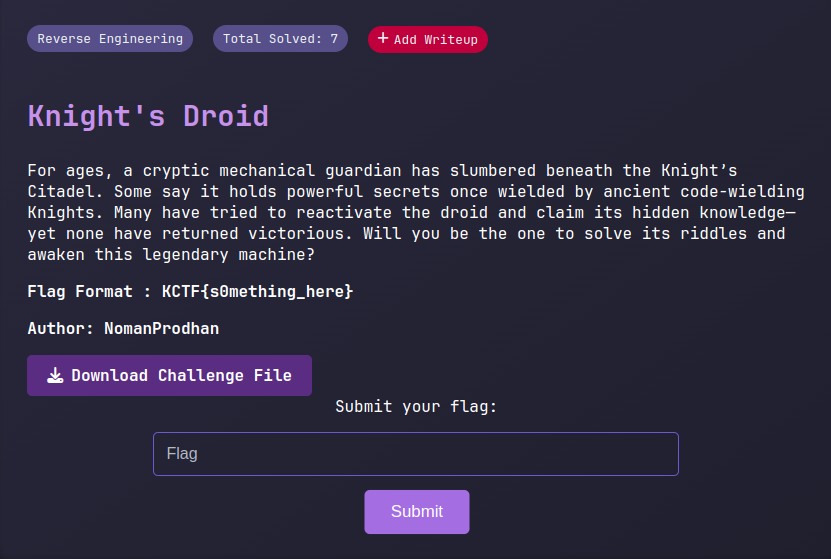 Reverse Engineering Total Solved: 7 + Add Writeup
Knight's Droid
For ages, a cryptic mechanical guardian has slumbered beneath the Knight’s
Citadel. Some say it holds powerful secrets once wielded by ancient code-wielding
Knights. Many have tried to reactivate the droid and claim its hidden knowledge—
yet none have returned victorious. Will you be the one to solve its riddles and
awaken this legendary machine?
Flag Format : KCTF{s0mething_here}
Author: NomanProdhan
Download Challenge File
Submit your flag:
Flag
Submit